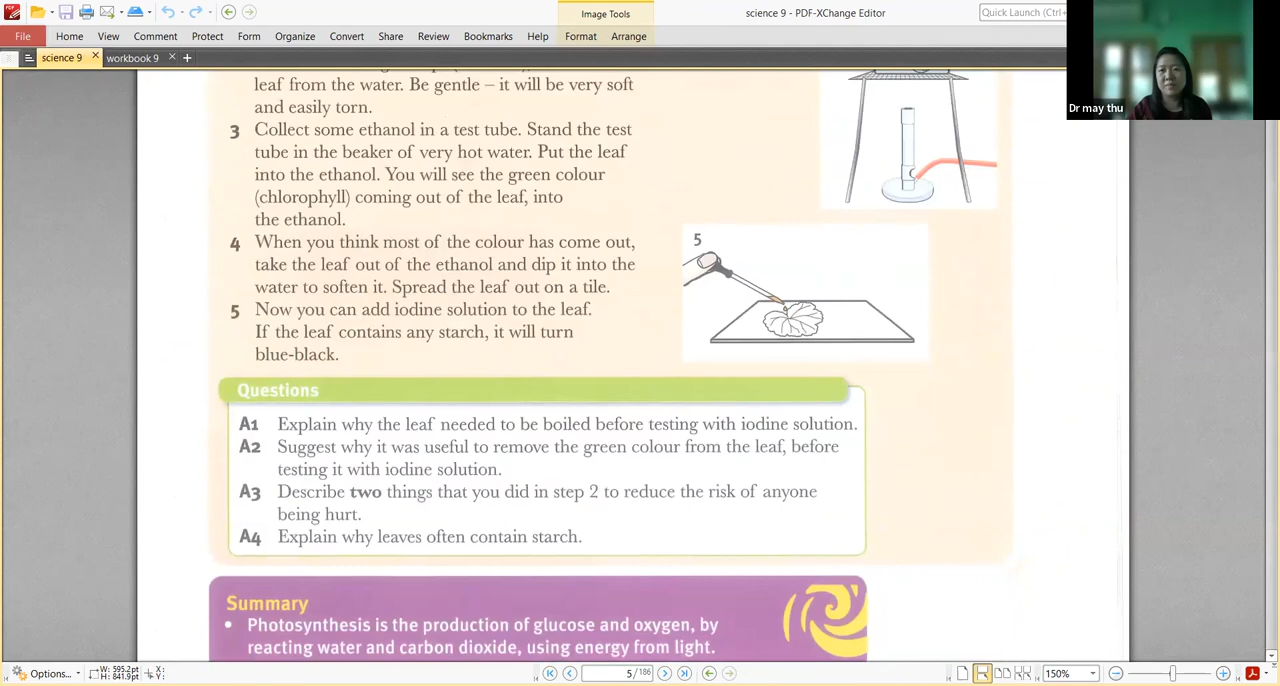 Image Tools
science 9 - PDF-XChange Editor
Quick Launch (Ctrl+
File
Home
View
Comment
Protect
Form
Organize
Convert
Share
Review
Bookmarks
Help
Format
Arrange
science 9
workbook 9
Dr may thu
leaf from the water. Be gentle – it will be very soft
and easily torn.
3 Collect some ethanol in a test tube. Stand the test
tube in the beaker of very hot water. Put the leaf
into the ethanol. You will see the green colour
(chlorophyll) coming out of the leaf, into
the ethanol.
4 When you think most of the colour has come out,
take the leaf out of the ethanol and dip it into the
water to soften it. Spread the leaf out on a tile.
5 Now you can add iodine solution to the leaf.
If the leaf contains any starch, it will turn
blue-black.
5
Questions
A1 Explain why the leaf needed to be boiled before testing with iodine solution.
A2 Suggest why it was useful to remove the green colour from the leaf, before
testing it with iodine solution.
A3 Describe two things that you did in step 2 to reduce the risk of anyone
being hurt.
A4 Explain why leaves often contain starch.
Summary
• Photosynthesis is the production of glucose and oxygen, by
reacting water and carbon dioxide, using energy from light.
Options...
W: 595.2pt
H: 841.9pt
X:
Y:
5 / 186
150%